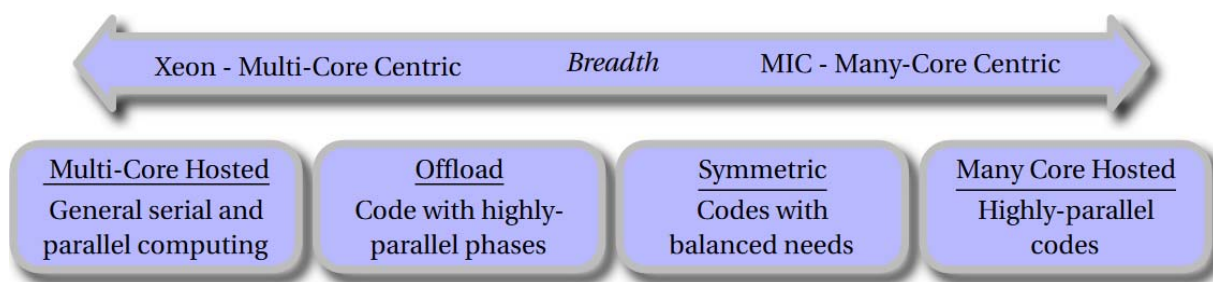 Xeon - Multi-Core Centric Breadth MIC - Many-Core Centric
Multi-Core Hosted
General serial and
parallel computing
Offload
Code with highly-
parallel phases
Symmetric
Codes with
balanced needs
Many Core Hosted
Highly-parallel
codes